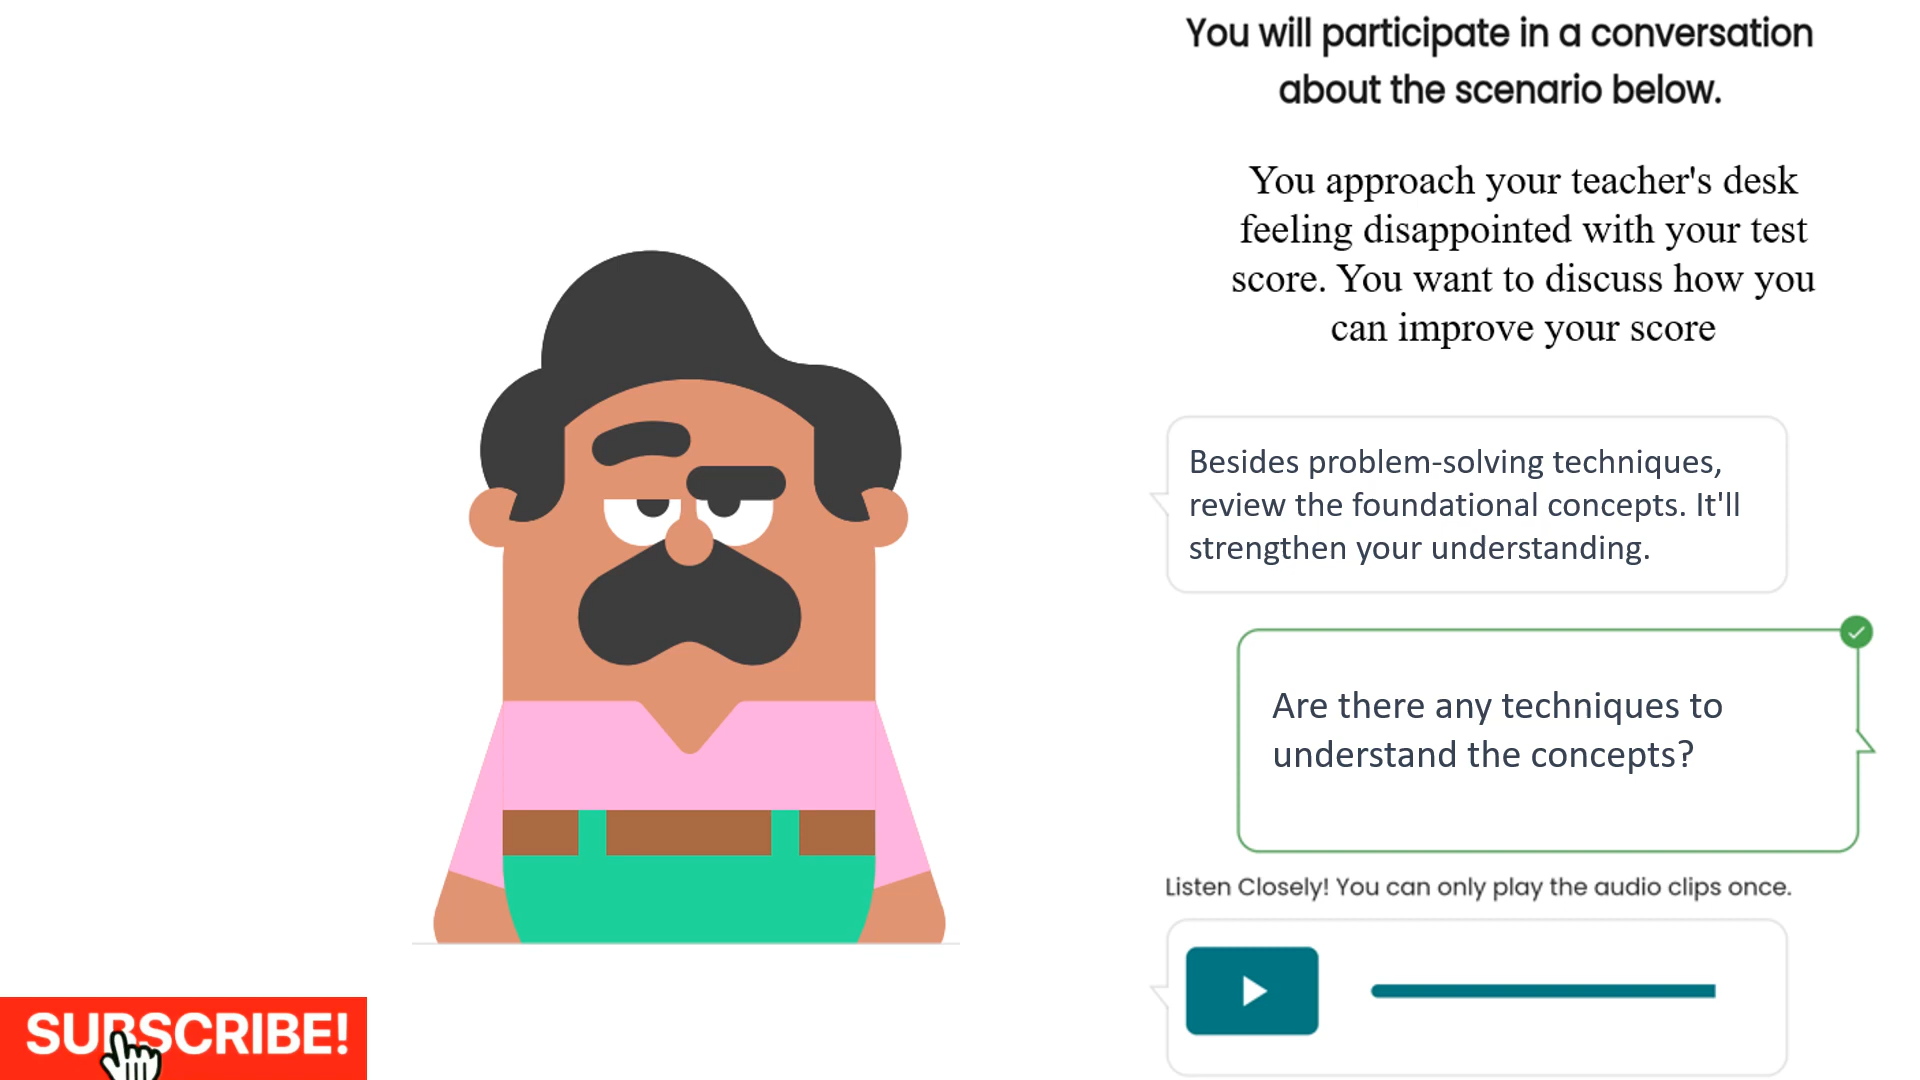 You will participate in a conversation
about the scenario below.
You approach your teacher's desk
feeling disappointed with your test
score. You want to discuss how you
can improve your score
Besides problem-solving techniques,
review the foundational concepts. It'll
strengthen your understanding.
Are there any techniques to
understand the concepts?
Listen Closely! You can only play the audio clips once.
SUBSCRIBE!